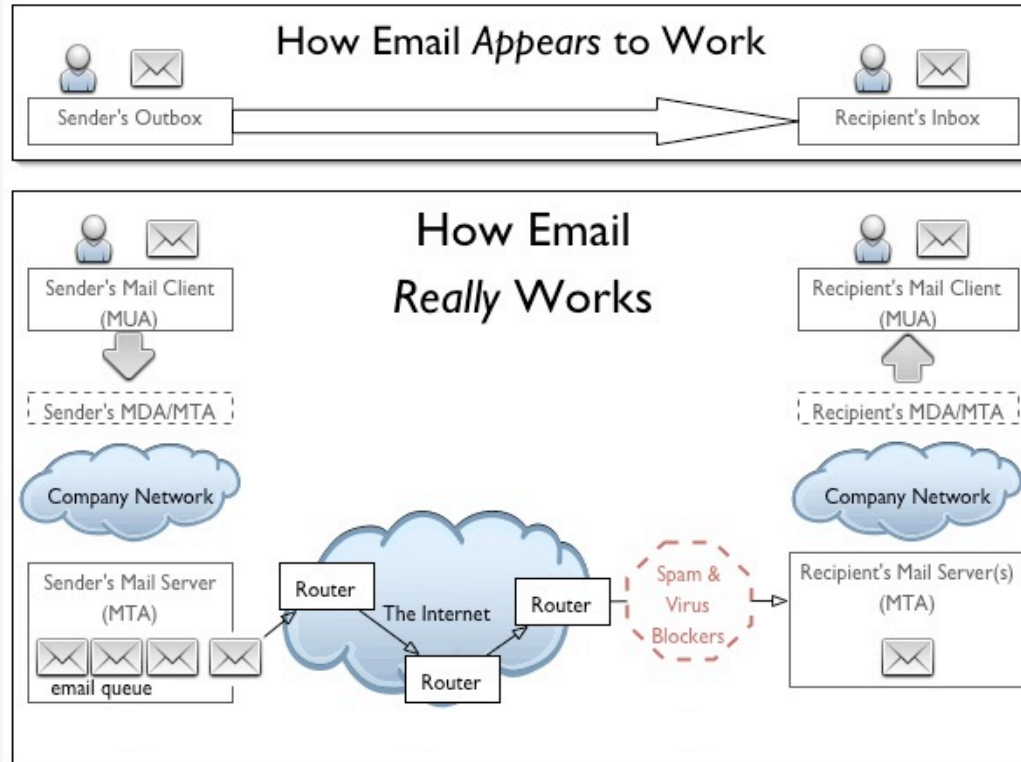 How Email Appears to Work
Sender's Outbox
Recipient's Inbox
How Email
Really Works
Sender's Mail Client
(MUA)
Recipient's Mail Client
(MUA)
Sender's MDA/MTA
Recipient's MDA/MTA
Company Network
Company Network
Sender's Mail Server
(MTA)
email queue
Router
The Internet
Router
Router
Spam &
Virus
Blockers
Recipient's Mail Server(s)
(MTA)